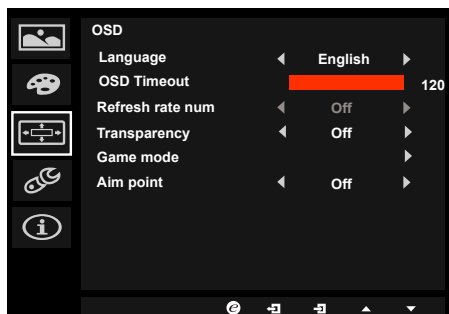 OSD
Language English
OSD Timeout 120
Refresh rate num Off
Transparency Off
Game mode
Aim point Off